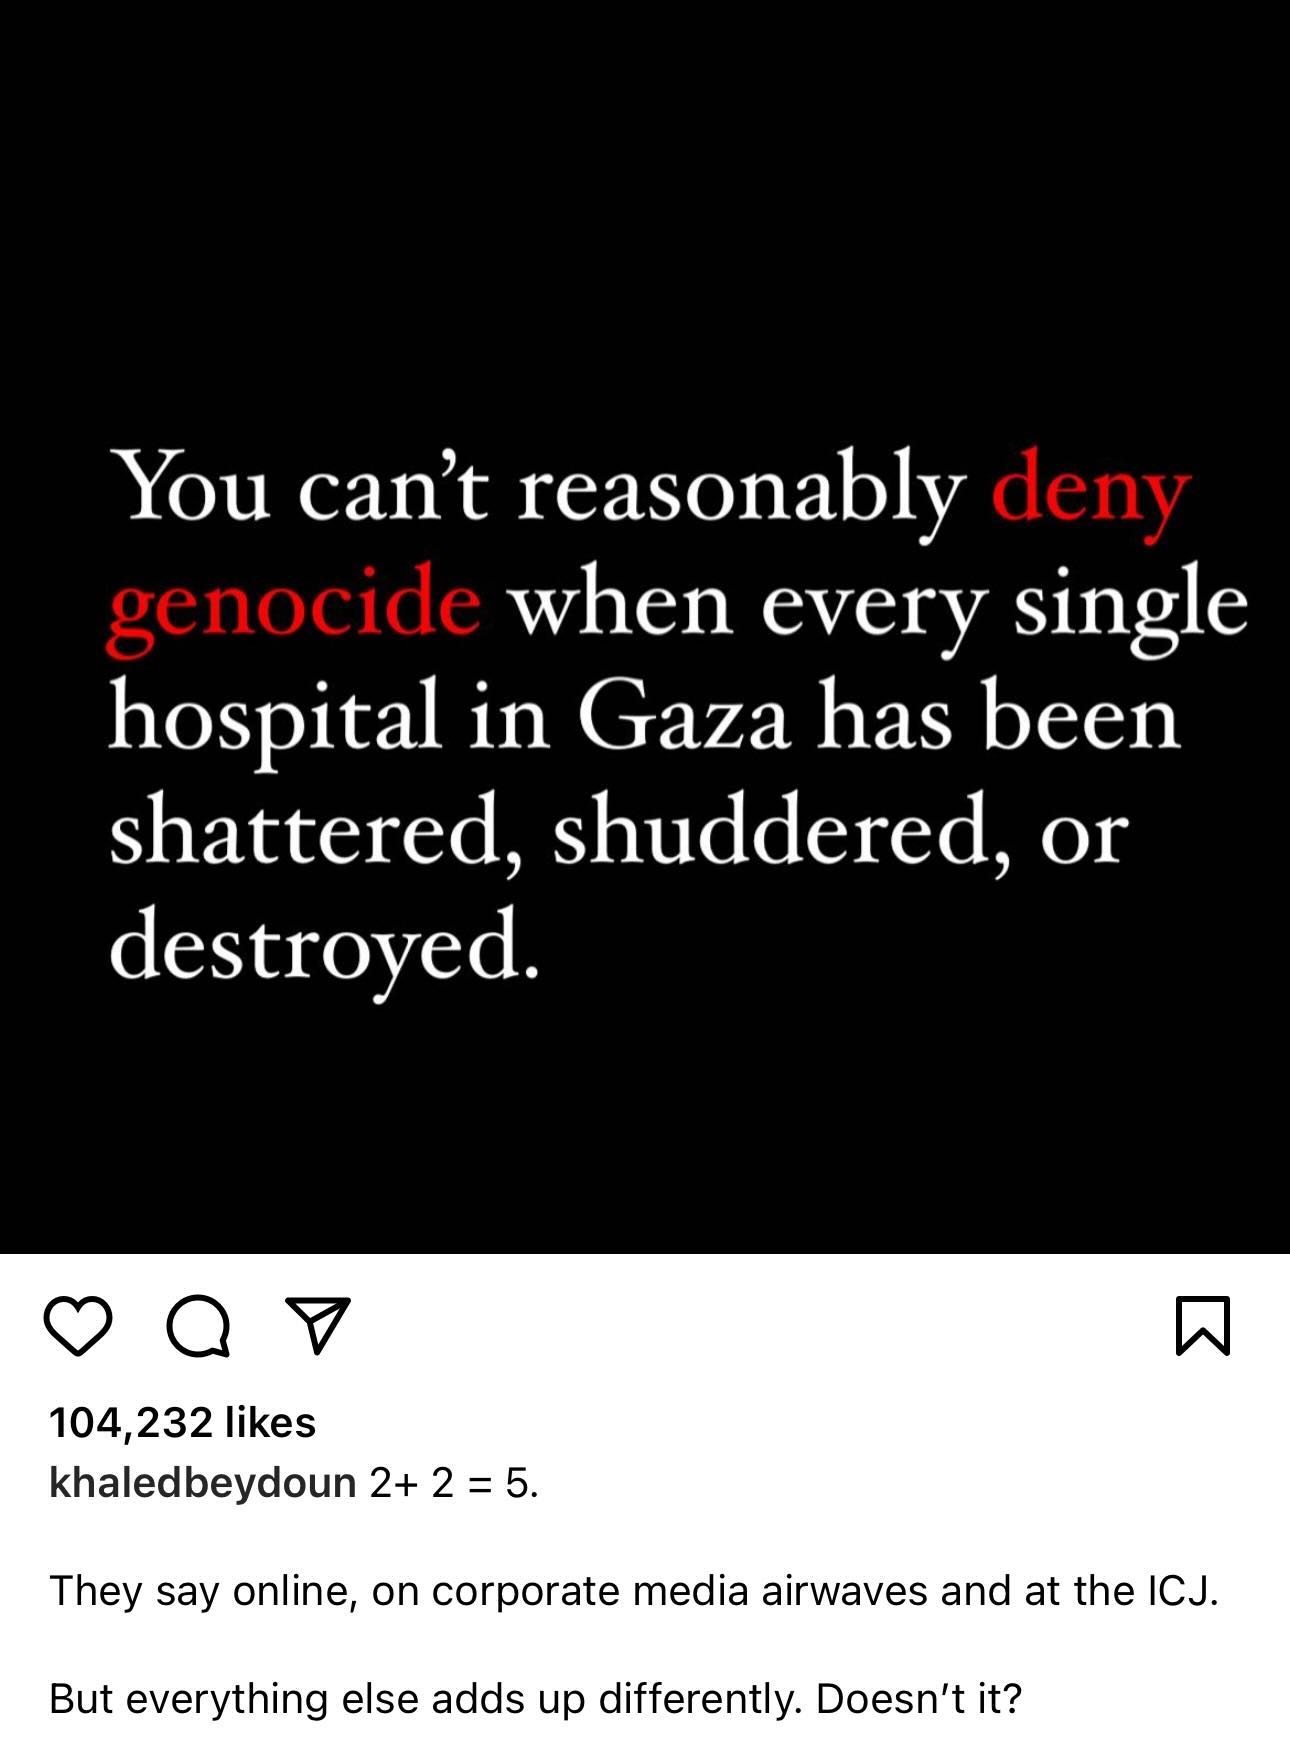 You can’t reasonably deny
genocide when every single
hospital in Gaza has been
shattered, shuddered, or
destroyed.
104,232 likes
khaledbeydoun 2+ 2 = 5.
They say online, on corporate media airwaves and at the ICJ.
But everything else adds up differently. Doesn’t it?